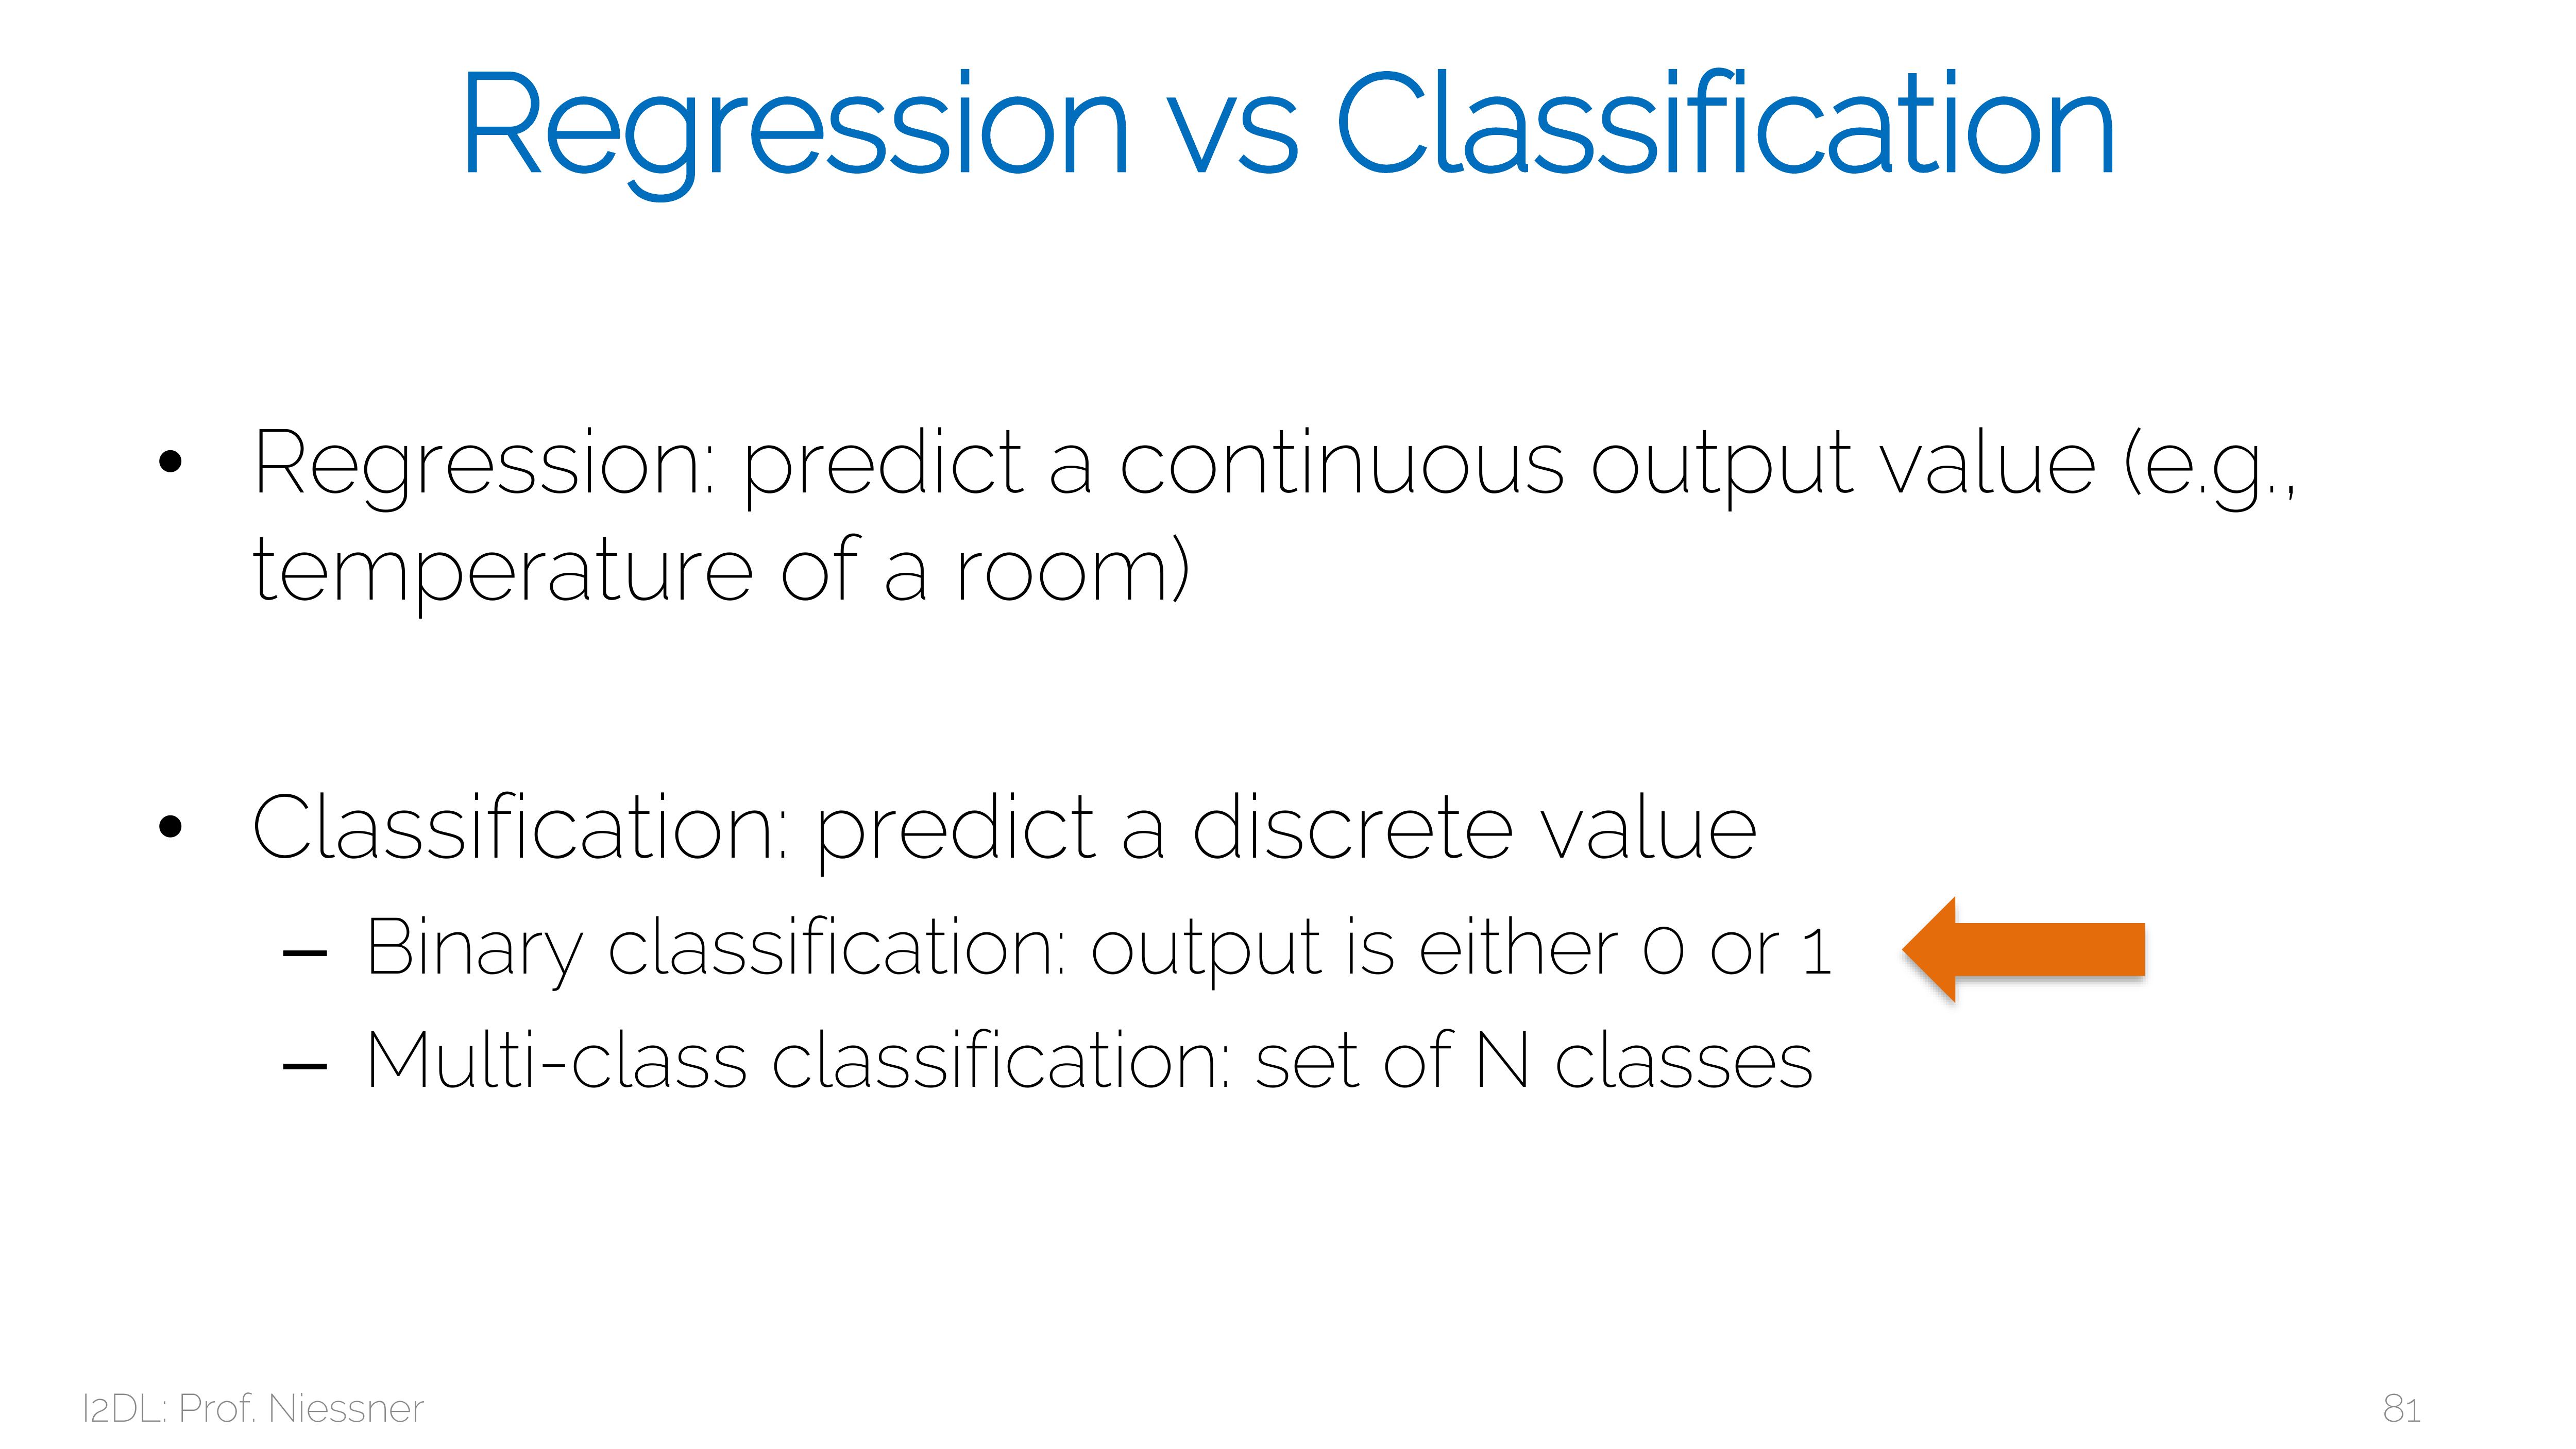 Regression vs Classification
• Regression: predict a continuous output value (e.g.,
temperature of a room)
• Classification: predict a discrete value
– Binary classification: output is either 0 or 1
– Multi-class classification: set of N classes
I2DL: Prof. Niessner
81